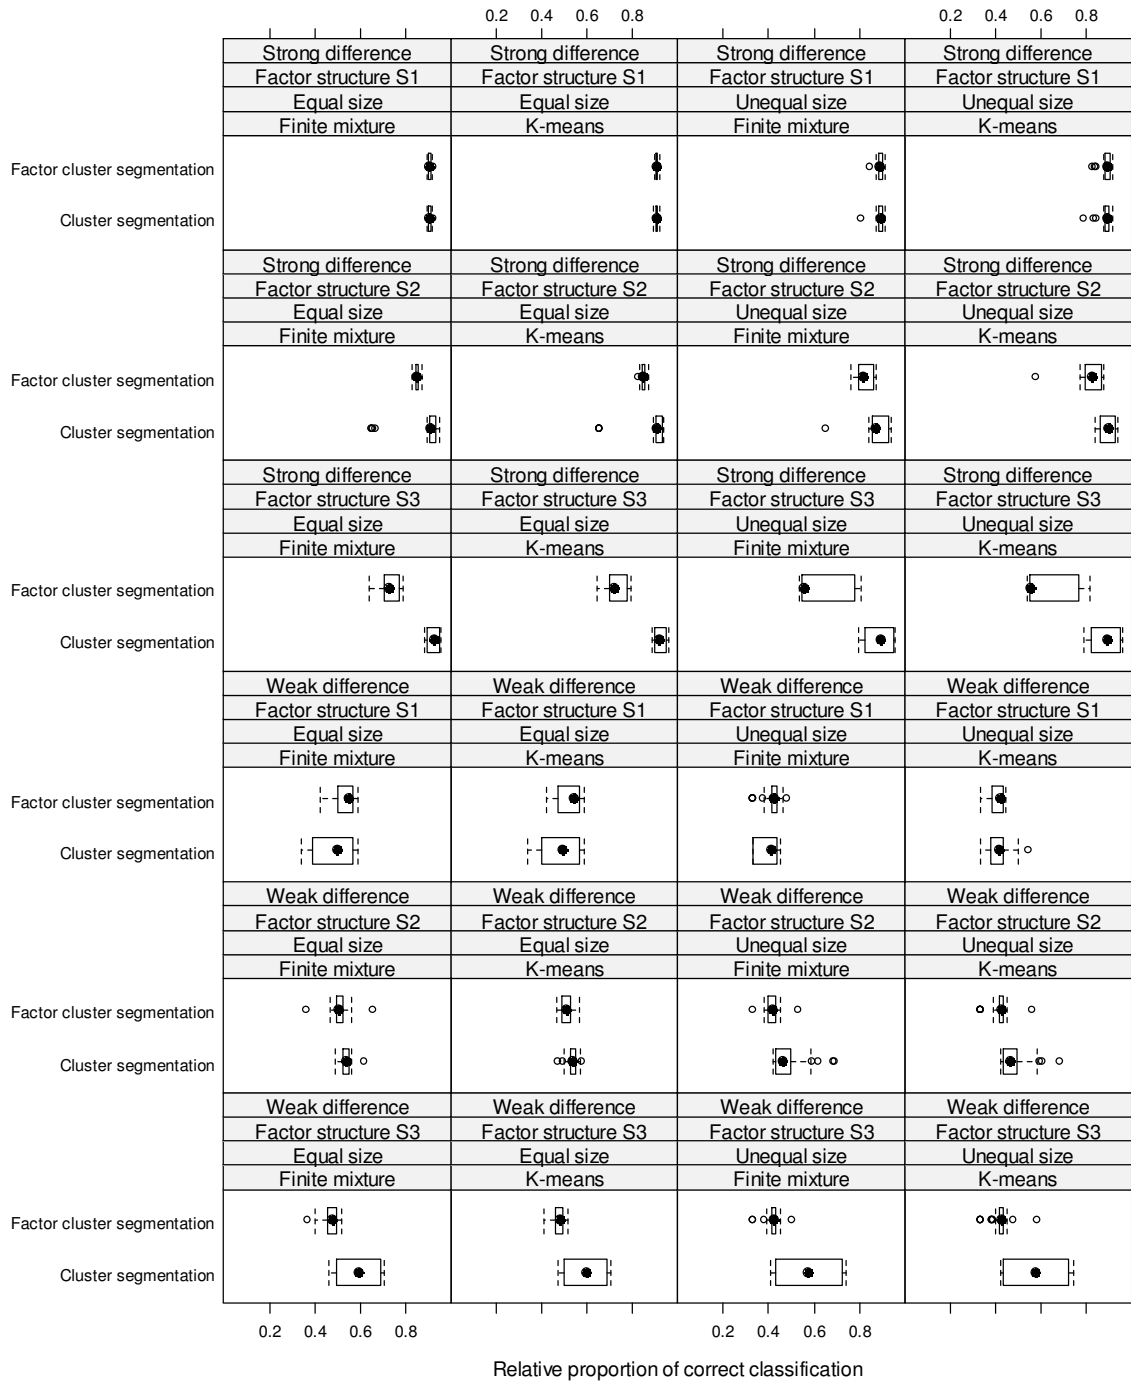 0.2 0.4 0.6 0.8 0.2 0.4 0.6 0.8
Strong difference Strong difference Strong difference Strong difference
Factor structure S1 Factor structure S1 Factor structure S1 Factor structure S1
Equal size Equal size Unequal size Unequal size
Finite mixture K-means Finite mixture K-means
Factor cluster segmentation
Cluster segmentation
Strong difference Strong difference Strong difference Strong difference
Factor structure S2 Factor structure S2 Factor structure S2 Factor structure S2
Equal size Equal size Unequal size Unequal size
Finite mixture K-means Finite mixture K-means
Factor cluster segmentation
Cluster segmentation
Strong difference Strong difference Strong difference Strong difference
Factor structure S3 Factor structure S3 Factor structure S3 Factor structure S3
Equal size Equal size Unequal size Unequal size
Finite mixture K-means Finite mixture K-means
Factor cluster segmentation
Cluster segmentation
Weak difference Weak difference Weak difference Weak difference
Factor structure S1 Factor structure S1 Factor structure S1 Factor structure S1
Equal size Equal size Unequal size Unequal size
Finite mixture K-means Finite mixture K-means
Factor cluster segmentation
Cluster segmentation
Weak difference Weak difference Weak difference Weak difference
Factor structure S2 Factor structure S2 Factor structure S2 Factor structure S2
Equal size Equal size Unequal size Unequal size
Finite mixture K-means Finite mixture K-means
Factor cluster segmentation
Cluster segmentation
Weak difference Weak difference Weak difference Weak difference
Factor structure S3 Factor structure S3 Factor structure S3 Factor structure S3
Equal size Equal size Unequal size Unequal size
Finite mixture K-means Finite mixture K-means
Factor cluster segmentation
Cluster segmentation
0.2 0.4 0.6 0.8 0.2 0.4 0.6 0.8
Relative proportion of correct classification